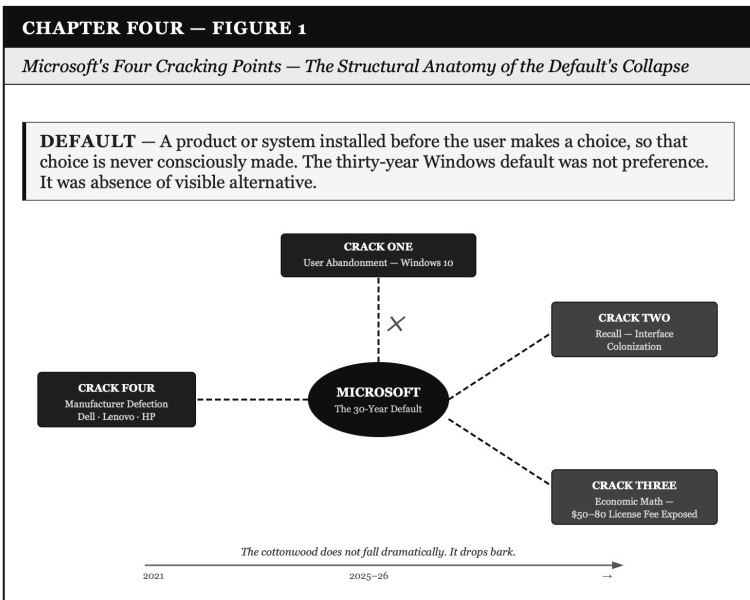 CHAPTER FOUR — FIGURE 1
Microsoft's Four Cracking Points — The Structural Anatomy of the Default's Collapse
DEFAULT — A product or system installed before the user makes a choice, so that
choice is never consciously made. The thirty-year Windows default was not preference.
It was absence of visible alternative.
CRACK ONE
User Abandonment — Windows 10
CRACK TWO
Recall — Interface
Colonization
CRACK FOUR
Manufacturer Defection
Dell · Lenovo · HP
MICROSOFT
The 30-Year Default
CRACK THREE
Economic Math —
$50–80 License Fee Exposed
The cottonwood does not fall dramatically. It drops bark.
2021
2025–26
→